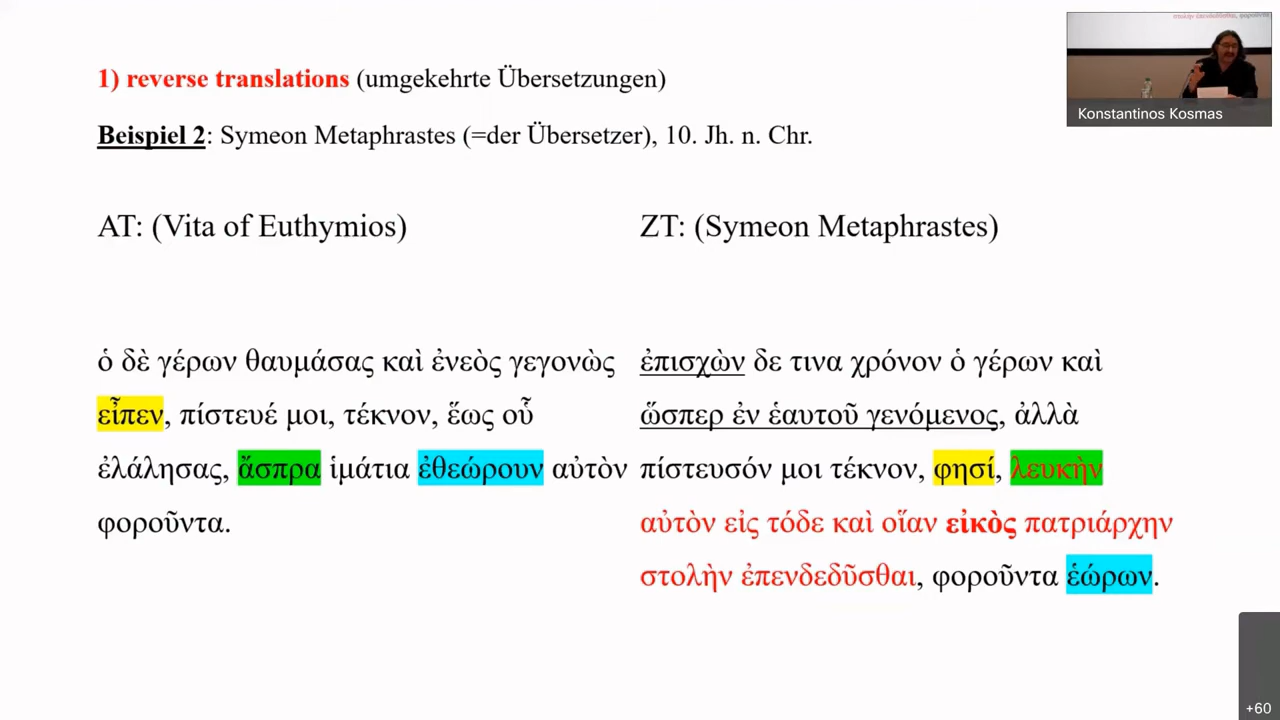 1) reverse translations (umgekehrte Übersetzungen)
Beispiel 2: Symeon Metaphrastes (=der Übersetzer), 10. Jh. n. Chr.
AT: (Vita of Euthymios)
ὁ δὲ γέρων θαυμάσας καὶ ἐνεὸς γεγονὼς
εἶπεν, πίστευέ μοι, τέκνον, ἕως οὗ
ἐλάλησας, ἄσπρα ἱμάτια ἐθεώρουν αὐτὸν
φοροῦντα.
ZT: (Symeon Metaphrastes)
ἐπισχὼν δε τινα χρόνον ὁ γέρων καὶ
ὥσπερ ἐν ἑαυτοῦ γενόμενος, ἀλλὰ
πίστευσόν μοι τέκνον, φησί, λευκὴν
αὐτὸν εἰς τόδε καὶ οἵαν εἰκὸς πατριάρχην
στολὴν ἐπενδεδῦσθαι, φοροῦντα ἑώρων.
Konstantinos Kosmas
+60